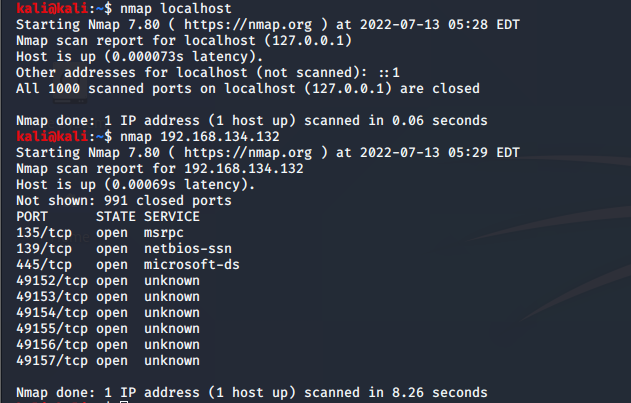 kali@kali:~$ nmap localhost
Starting Nmap 7.80 ( https://nmap.org ) at 2022-07-13 05:28 EDT
Nmap scan report for localhost (127.0.0.1)
Host is up (0.000073s latency).
Other addresses for localhost (not scanned): ::1
All 1000 scanned ports on localhost (127.0.0.1) are closed

Nmap done: 1 IP address (1 host up) scanned in 0.06 seconds
kali@kali:~$ nmap 192.168.134.132
Starting Nmap 7.80 ( https://nmap.org ) at 2022-07-13 05:29 EDT
Nmap scan report for 192.168.134.132
Host is up (0.00069s latency).
Not shown: 991 closed ports
PORT      STATE SERVICE
135/tcp   open  msrpc
139/tcp   open  netbios-ssn
445/tcp   open  microsoft-ds
49152/tcp open  unknown
49153/tcp open  unknown
49154/tcp open  unknown
49155/tcp open  unknown
49156/tcp open  unknown
49157/tcp open  unknown

Nmap done: 1 IP address (1 host up) scanned in 8.26 seconds